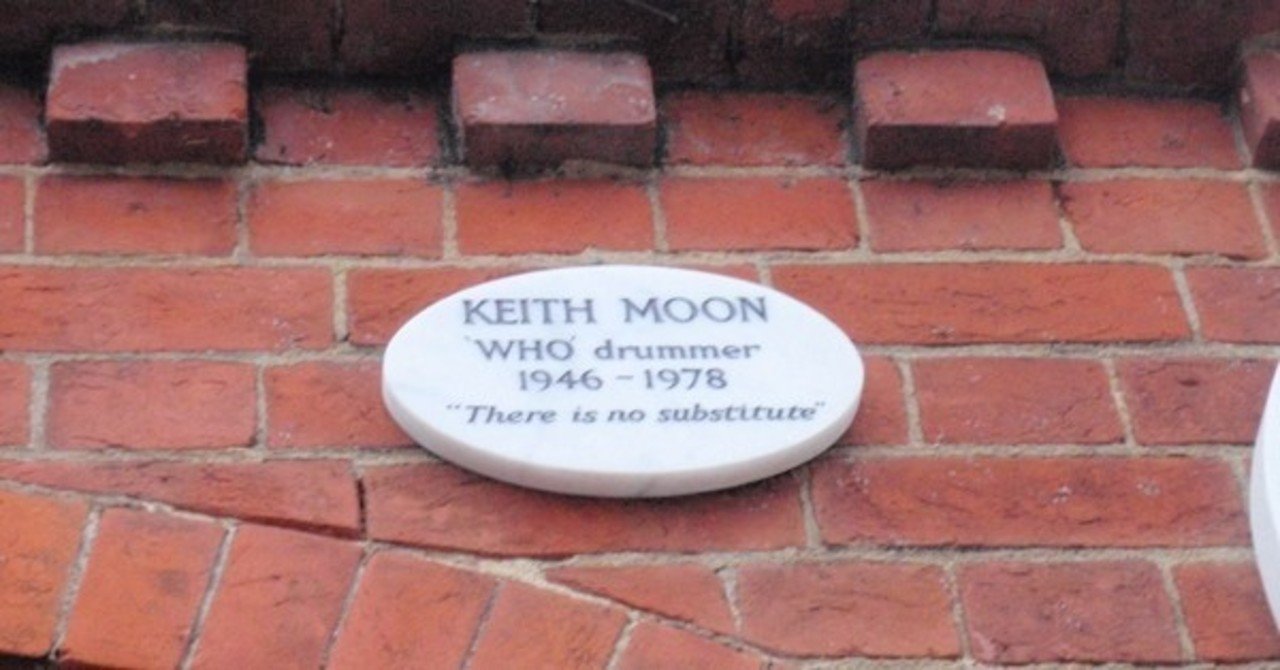 KEITH MOON
'WHO' drummer
1946 - 1978
"There is no substitute"